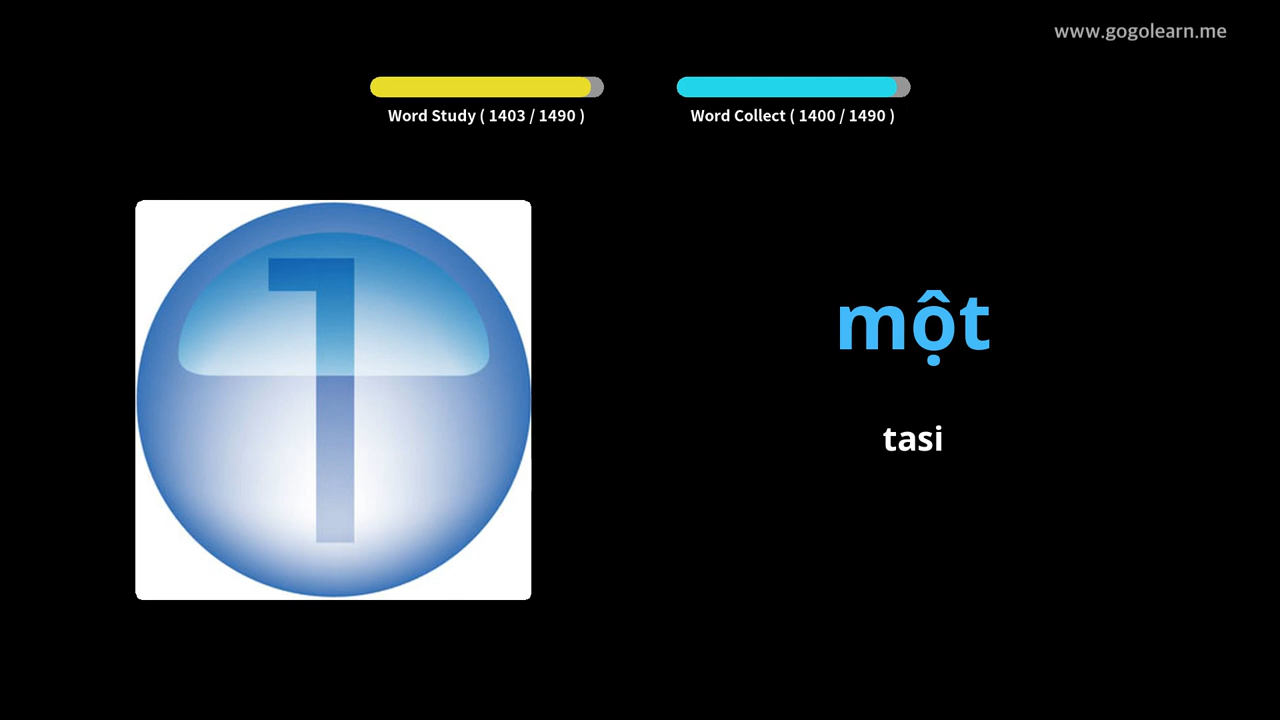 www.gogolearn.me
Word Study ( 1403 / 1490 )
Word Collect ( 1400 / 1490 )
1
một
tasi